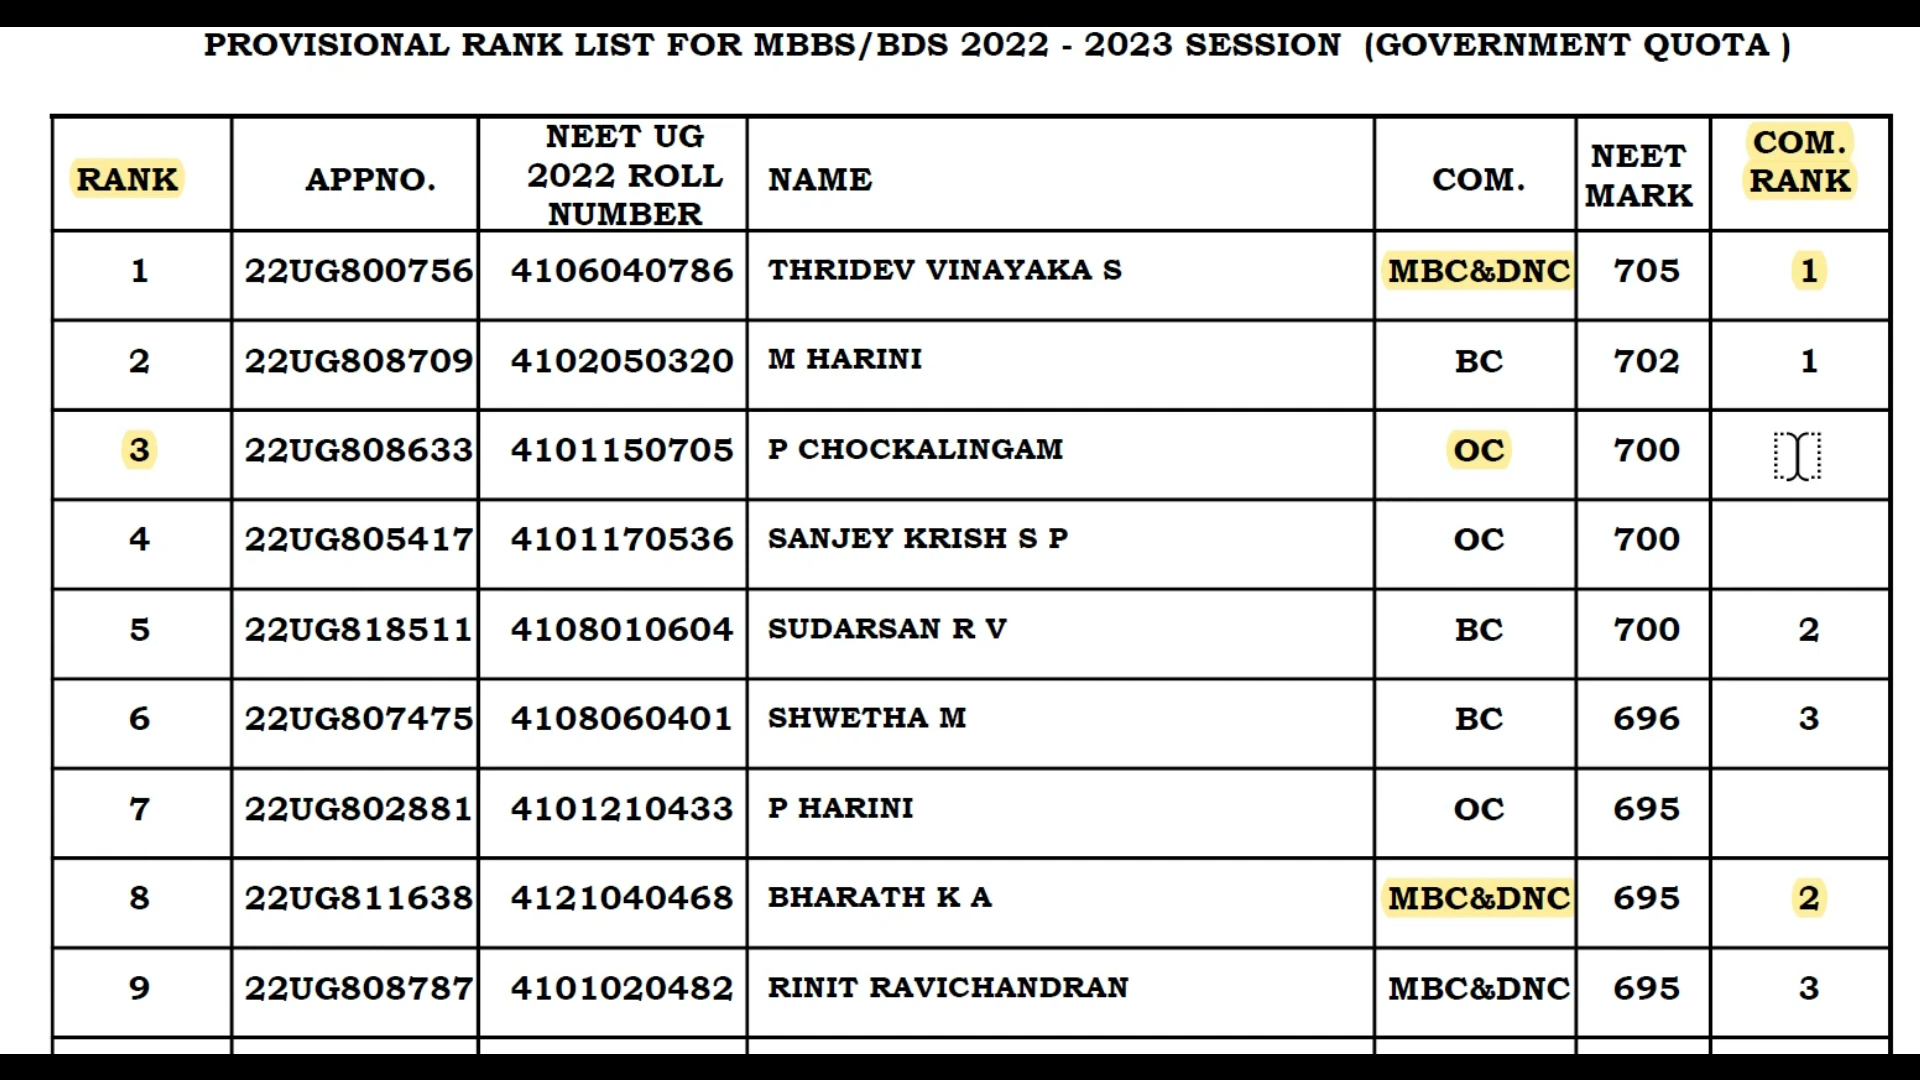 PROVISIONAL RANK LIST FOR MBBS/BDS 2022 - 2023 SESSION (GOVERNMENT QUOTA )
RANK APPNO. NEET UG 2022 ROLL NUMBER NAME COM. NEET MARK COM. RANK
1 22UG800756 4106040786 THRIDEV VINAYAKA S MBC&DNC 705 1
2 22UG808709 4102050320 M HARINI BC 702 1
3 22UG808633 4101150705 P CHOCKALINGAM OC 700
4 22UG805417 4101170536 SANJEY KRISH S P OC 700
5 22UG818511 4108010604 SUDARSAN R V BC 700 2
6 22UG807475 4108060401 SHWETHA M BC 696 3
7 22UG802881 4101210433 P HARINI OC 695
8 22UG811638 4121040468 BHARATH K A MBC&DNC 695 2
9 22UG808787 4101020482 RINIT RAVICHANDRAN MBC&DNC 695 3